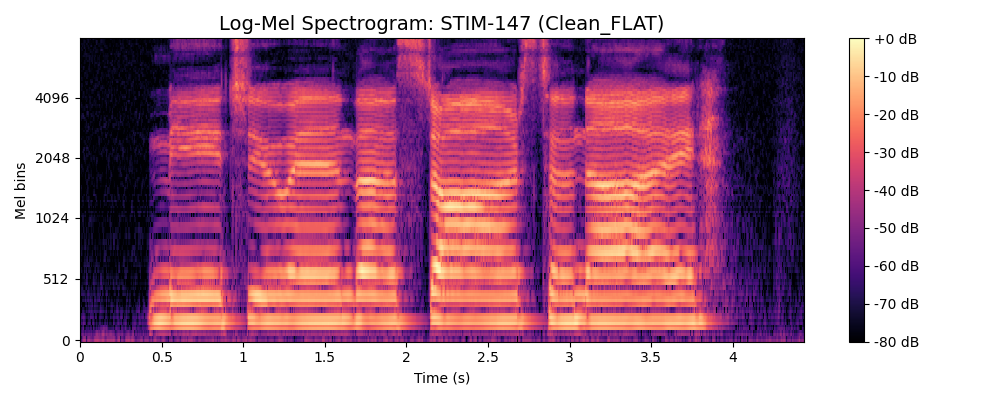 Log-Mel Spectrogram: STIM-147 (Clean_FLAT)
Mel bins
4096
2048
1024
512
0
0 0.5 1 1.5 2 2.5 3 3.5 4
Time (s)
+0 dB
-10 dB
-20 dB
-30 dB
-40 dB
-50 dB
-60 dB
-70 dB
-80 dB